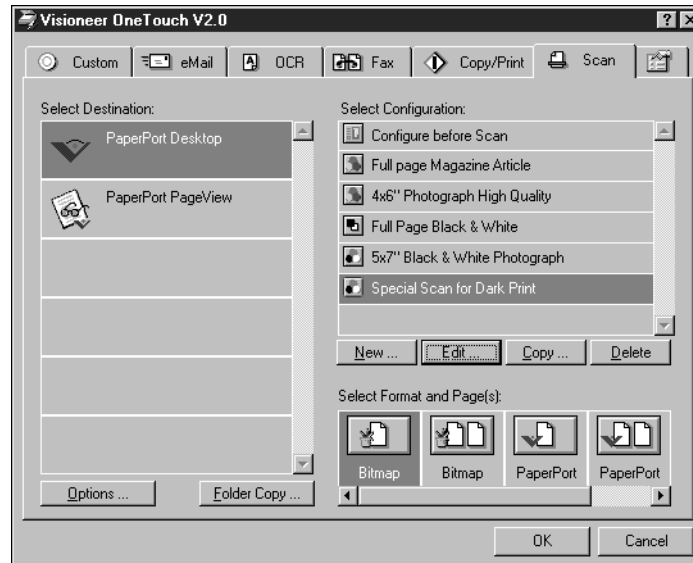 Visioneer OneTouch V2.0
Custom eMail OCR Fax Copy/Print Scan
Select Destination:
PaperPort Desktop
PaperPort PageView
Options ...
Folder Copy ...
Select Configuration:
Configure before Scan
Full page Magazine Article
4x6" Photograph High Quality
Full Page Black & White
5x7" Black & White Photograph
Special Scan for Dark Print
New ... Edit ... Copy ... Delete
Select Format and Page(s):
Bitmap Bitmap PaperPort PaperPort
OK Cancel